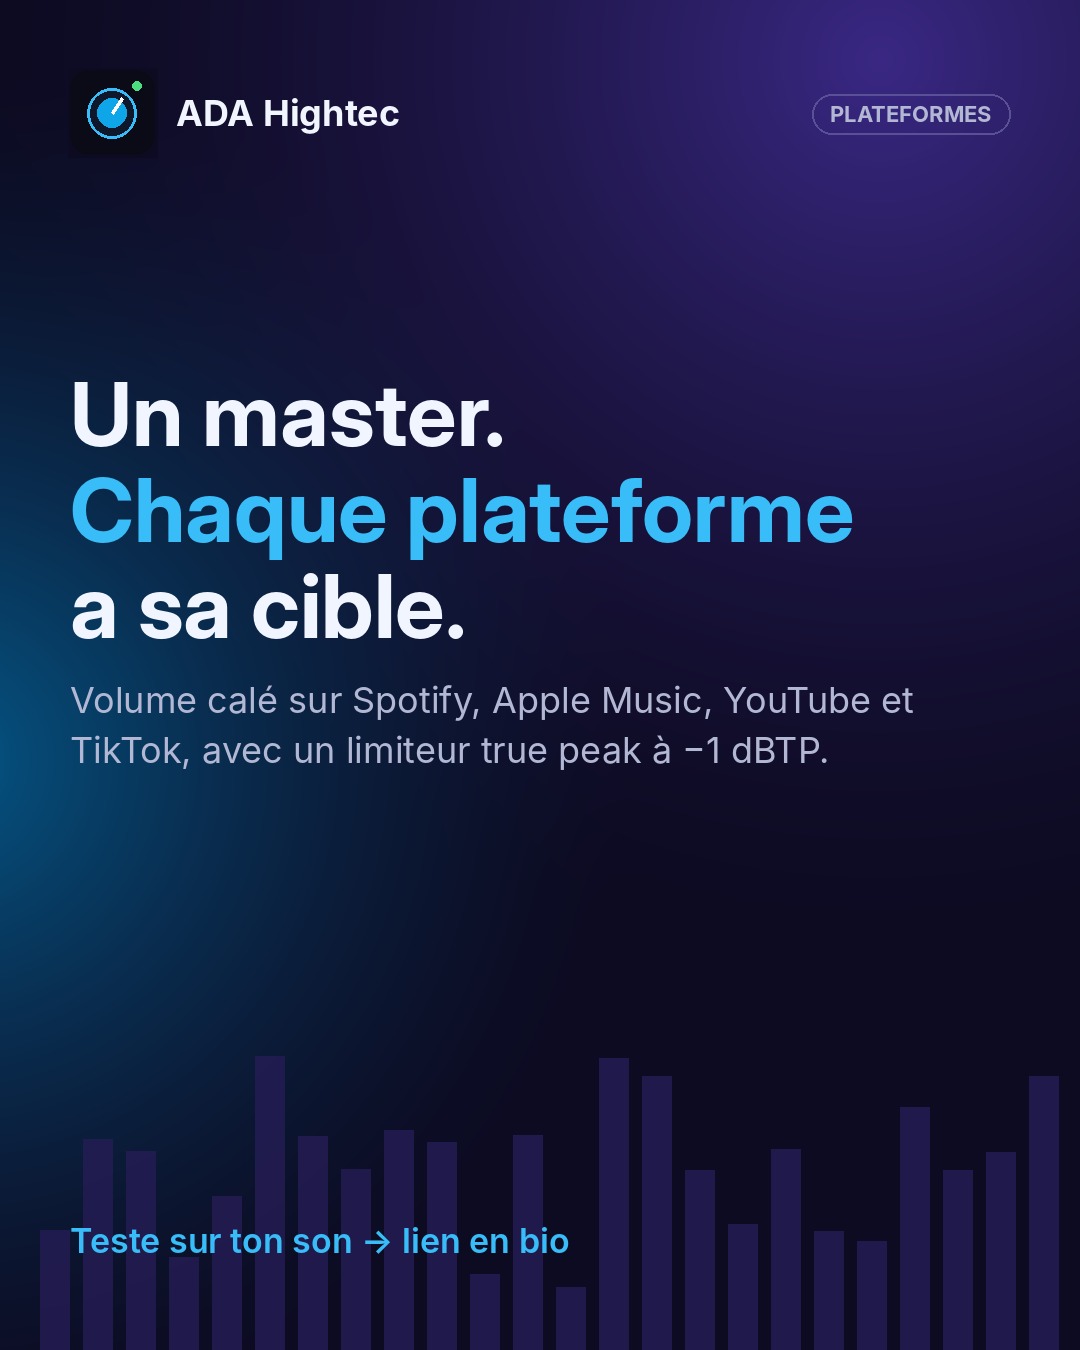 ADA Hightec
PLATEFORMES
Un master.
Chaque plateforme
a sa cible.
Volume calé sur Spotify, Apple Music, YouTube et
TikTok, avec un limiteur true peak à −1 dBTP.
Teste sur ton son → lien en bio